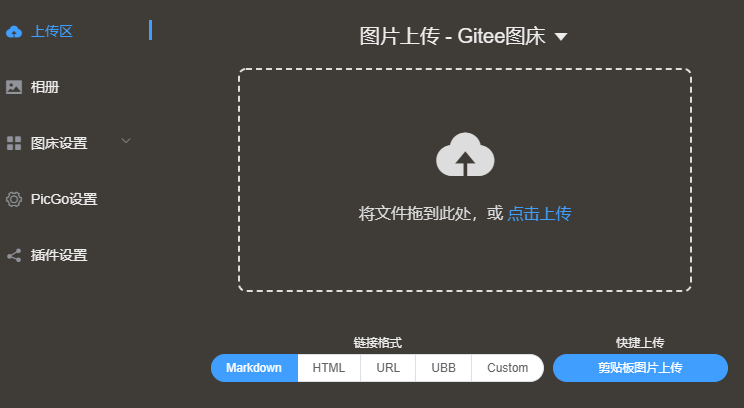 上传区
相册
图床设置
PicGo设置
插件设置
图片上传 - Gitee图床
将文件拖到此处，或 点击上传
链接格式
Markdown HTML URL UBB Custom
快捷上传
剪贴板图片上传